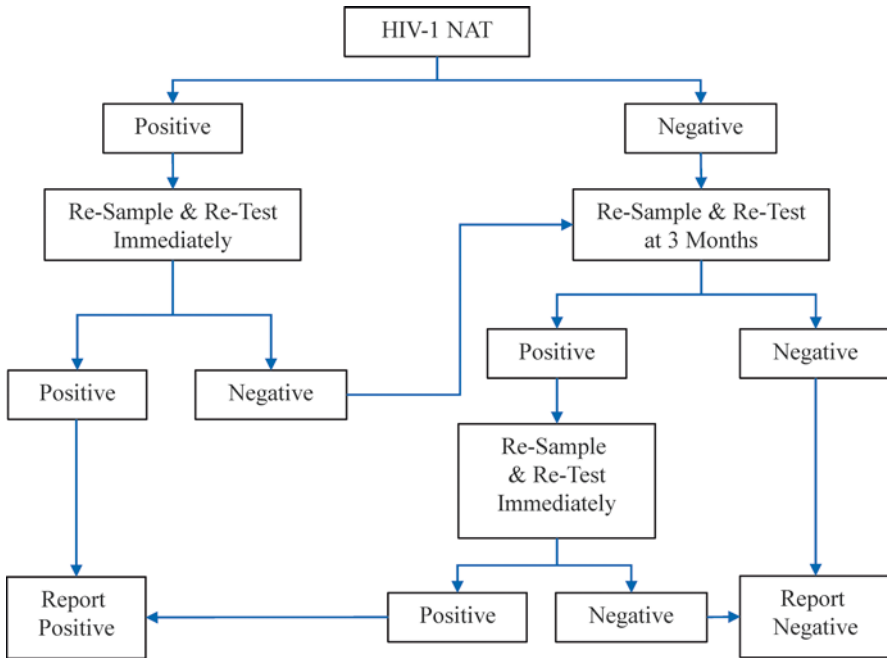 HIV-1 NAT
Positive
Negative
Re-Sample & Re-Test
Immediately
Re-Sample & Re-Test
at 3 Months
Positive
Negative
Positive
Negative
Re-Sample
& Re-Test
Immediately
Positive
Negative
Report
Positive
Report
Negative